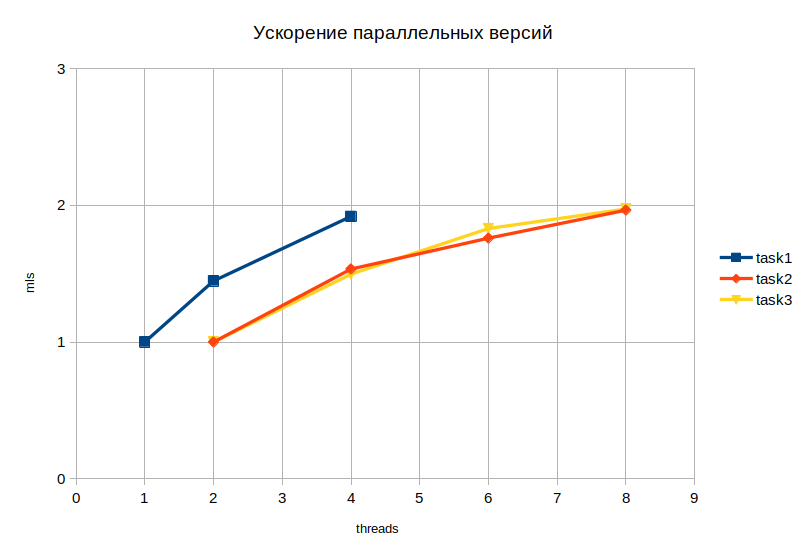 Ускорение параллельных версий
3
2
1
0
mls
0 1 2 3 4 5 6 7 8 9
threads
task1
task2
task3